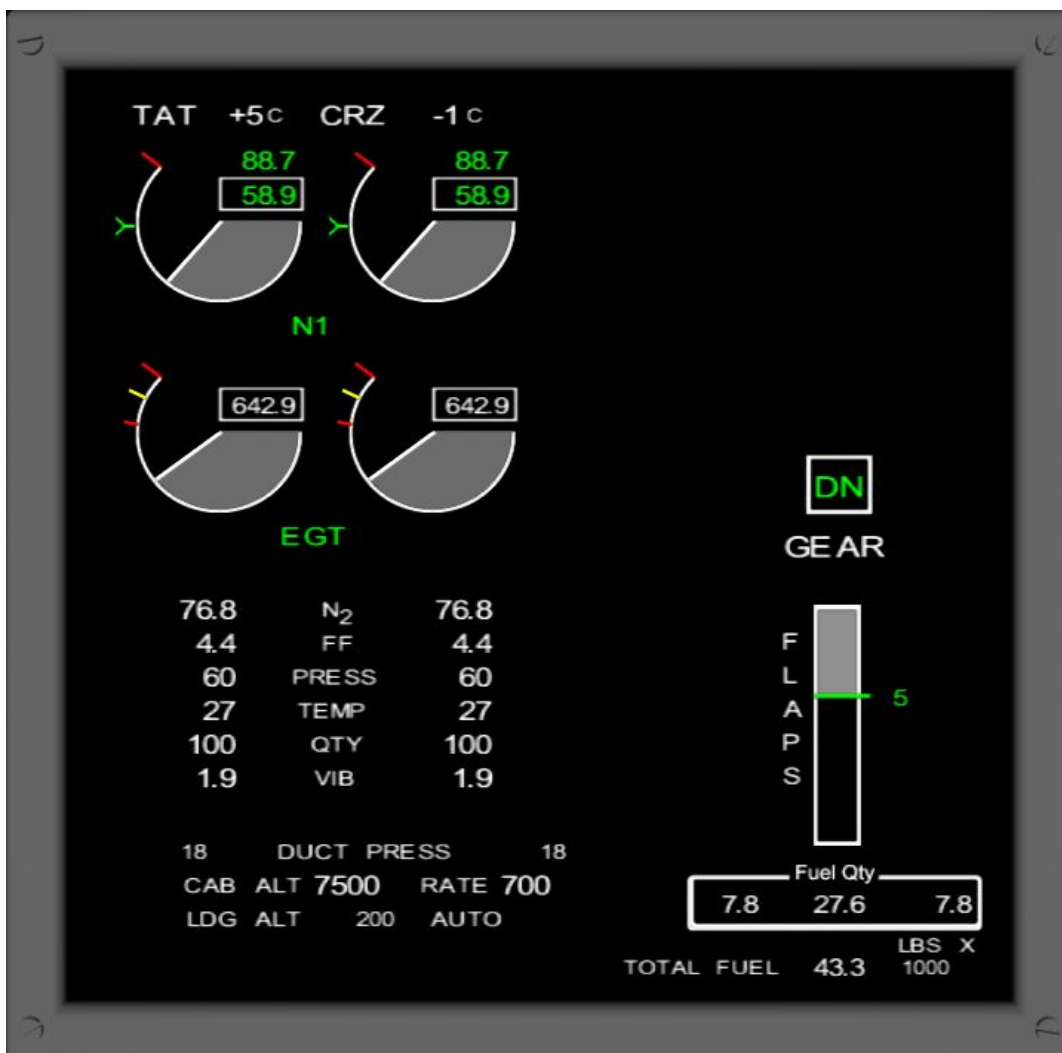 TAT +5 C CRZ -1 C
88.7 88.7
58.9 58.9
N1
642.9 642.9
DN
EGT
GEAR
76.8 N2 76.8
4.4 FF 4.4
60 PRESS 60
27 TEMP 27
100 QTY 100
1.9 VIB 1.9
F
L
A
P
S
5
18 DUCT PRESS 18
CAB ALT 7500 RATE 700
LDG ALT 200 AUTO
Fuel Qty
7.8 27.6 7.8
LBS X
TOTAL FUEL 43.3 1000